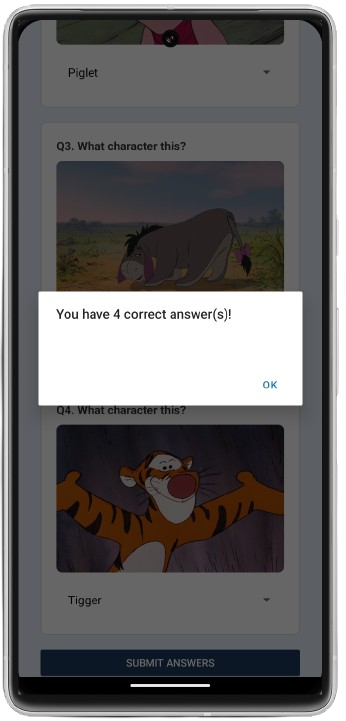 Piglet
Q3. What character this?
You have 4 correct answer(s)!
OK
Q4. What character this?
Tigger
SUBMIT ANSWERS